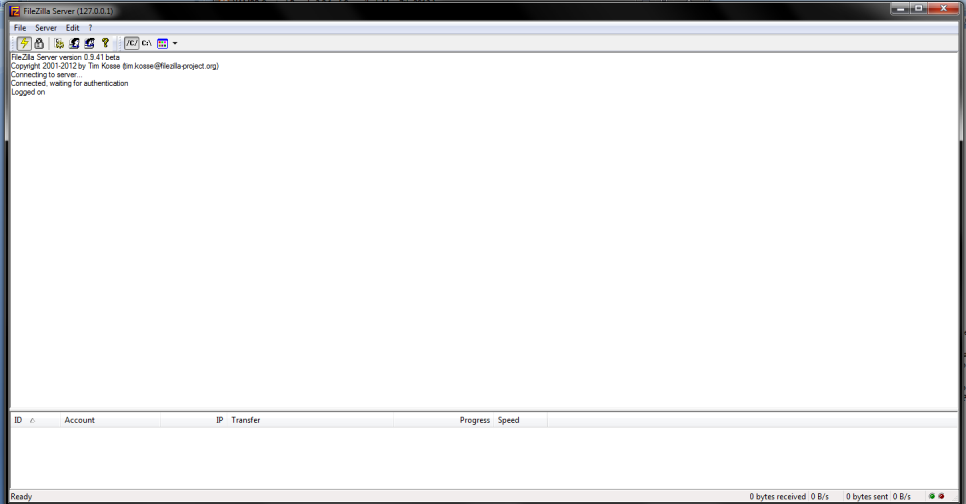 FileZilla Server (127.0.0.1)
File Server Edit ?
/C/ C:\
FileZilla Server version 0.9.41 beta
Copyright 2001-2012 by Tim Kosse (tim.kosse@filezilla-project.org)
Connecting to server...
Connected, waiting for authentication
Logged on
ID Account IP Transfer Progress Speed
Ready 0 bytes received 0 B/s 0 bytes sent 0 B/s